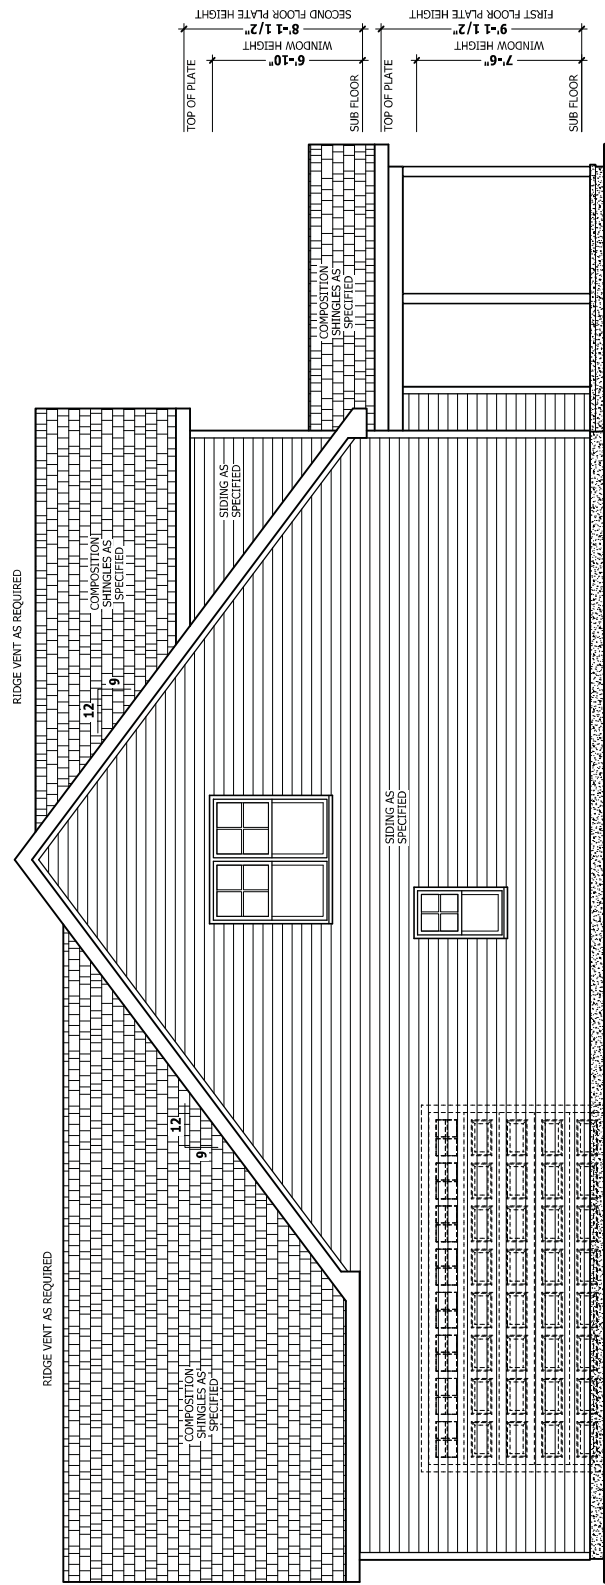 RIDGE VENT AS REQUIRED
RIDGE VENT AS REQUIRED
COMPOSITION
SHINGLES AS
SPECIFIED
12
9
12
9
COMPOSITION
SHINGLES AS
SPECIFIED
SIDING AS
SPECIFIED
SIDING AS
SPECIFIED
COMPOSITION
SHINGLES AS
SPECIFIED
TOP OF PLATE
SUB FLOOR
TOP OF PLATE
SUB FLOOR
6'-10"
WINDOW HEIGHT
8'-1 1/2"
SECOND FLOOR PLATE HEIGHT
7'-6"
WINDOW HEIGHT
9'-1 1/2"
FIRST FLOOR PLATE HEIGHT